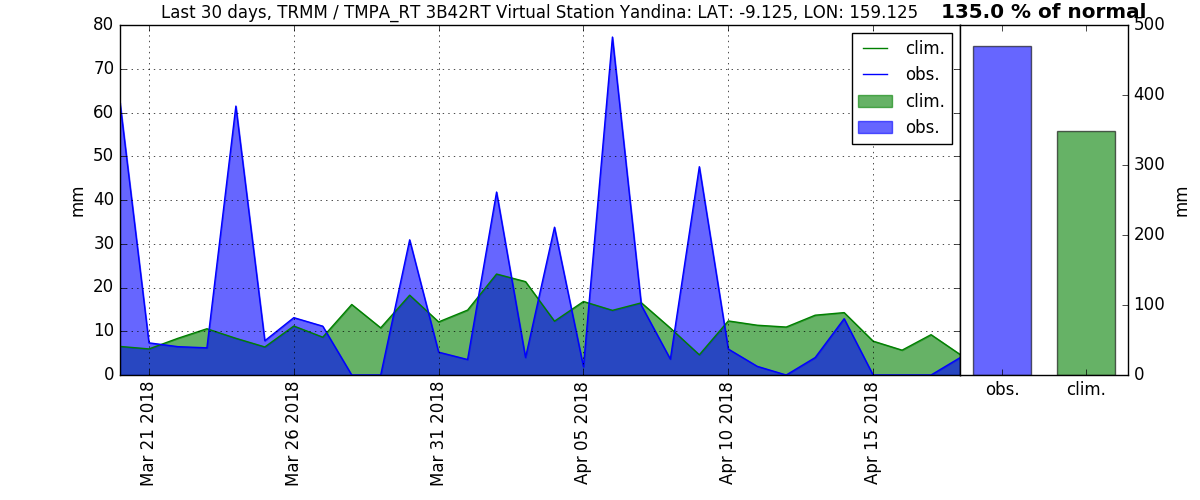 Last 30 days, TRMM / TMPA_RT 3B42RT Virtual Station Yandina: LAT: -9.125, LON: 159.125
135.0 % of normal
80
70
60
50
40
30
20
10
0
mm
clim.
obs.
clim.
obs.
Mar 21 2018
Mar 26 2018
Mar 31 2018
Apr 05 2018
Apr 10 2018
Apr 15 2018
500
400
300
200
100
0
mm
obs.
clim.